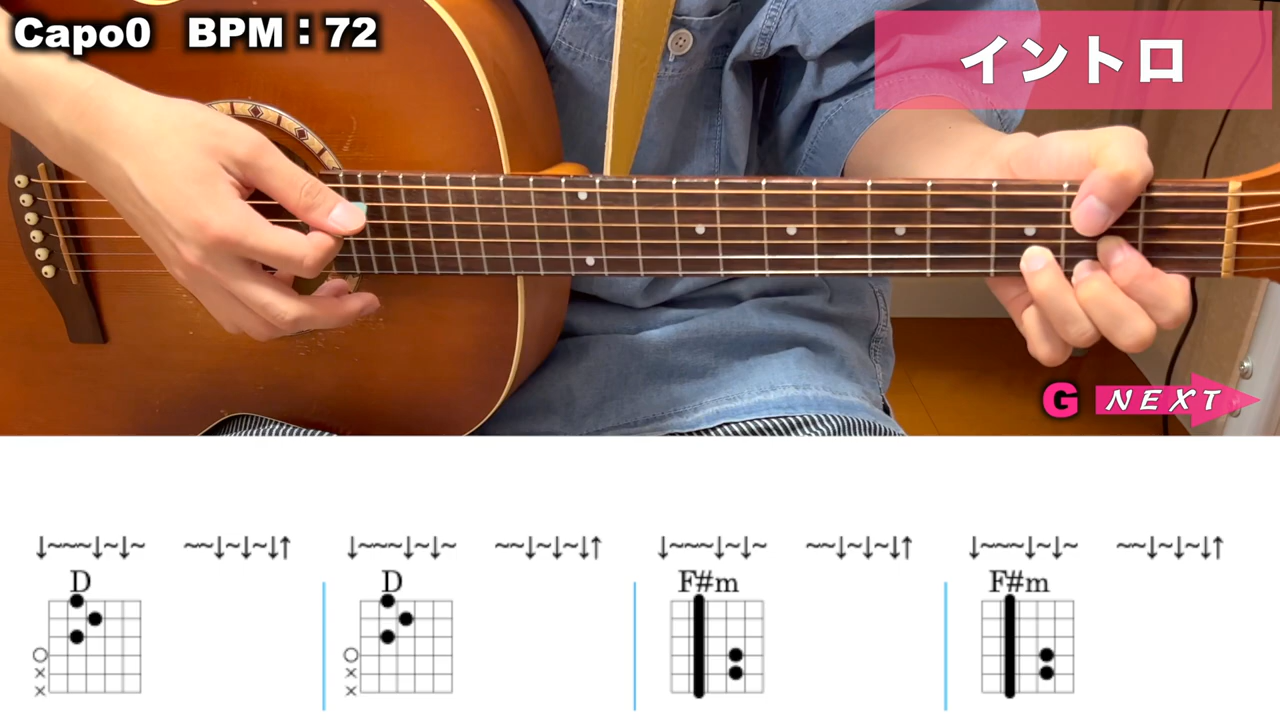 Capo0 BPM：72
イントロ
G NEXT
↓~~~↓~↓~ ~~↓~↓~↓↑ ↓~~~↓~↓~ ~~↓~↓~↓↑ ↓~~~↓~↓~ ~~↓~↓~↓↑ ↓~~~↓~↓~ ~~↓~↓~↓↑
D D F#m F#m